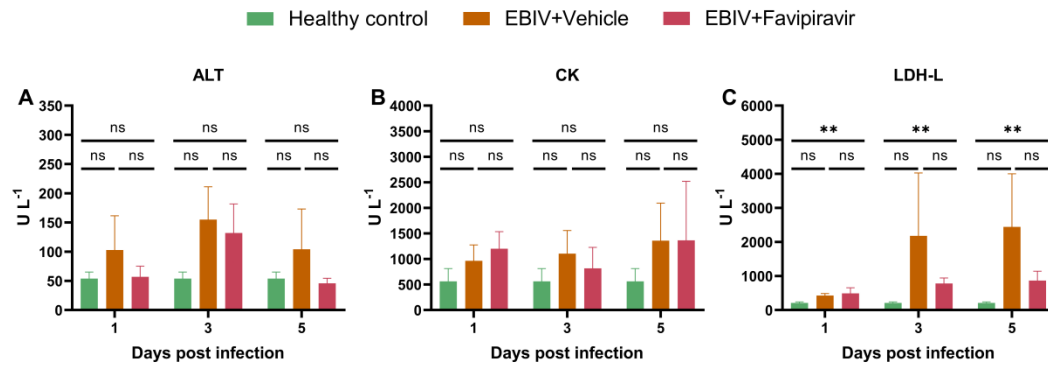 Healthy control EBIV+Vehicle EBIV+Favipiravir
ALT
A
350
300
250
200
150
100
50
0
U L⁻¹
ns ns ns
ns ns ns ns ns ns
1 3 5
Days post infection
CK
B
4000
3500
3000
2500
2000
1500
1000
500
0
U L⁻¹
ns ns ns
ns ns ns ns ns ns
1 3 5
Days post infection
LDH-L
C
6000
5000
4000
3000
2000
1000
0
U L⁻¹
** ** **
ns ns ns ns ns ns
1 3 5
Days post infection